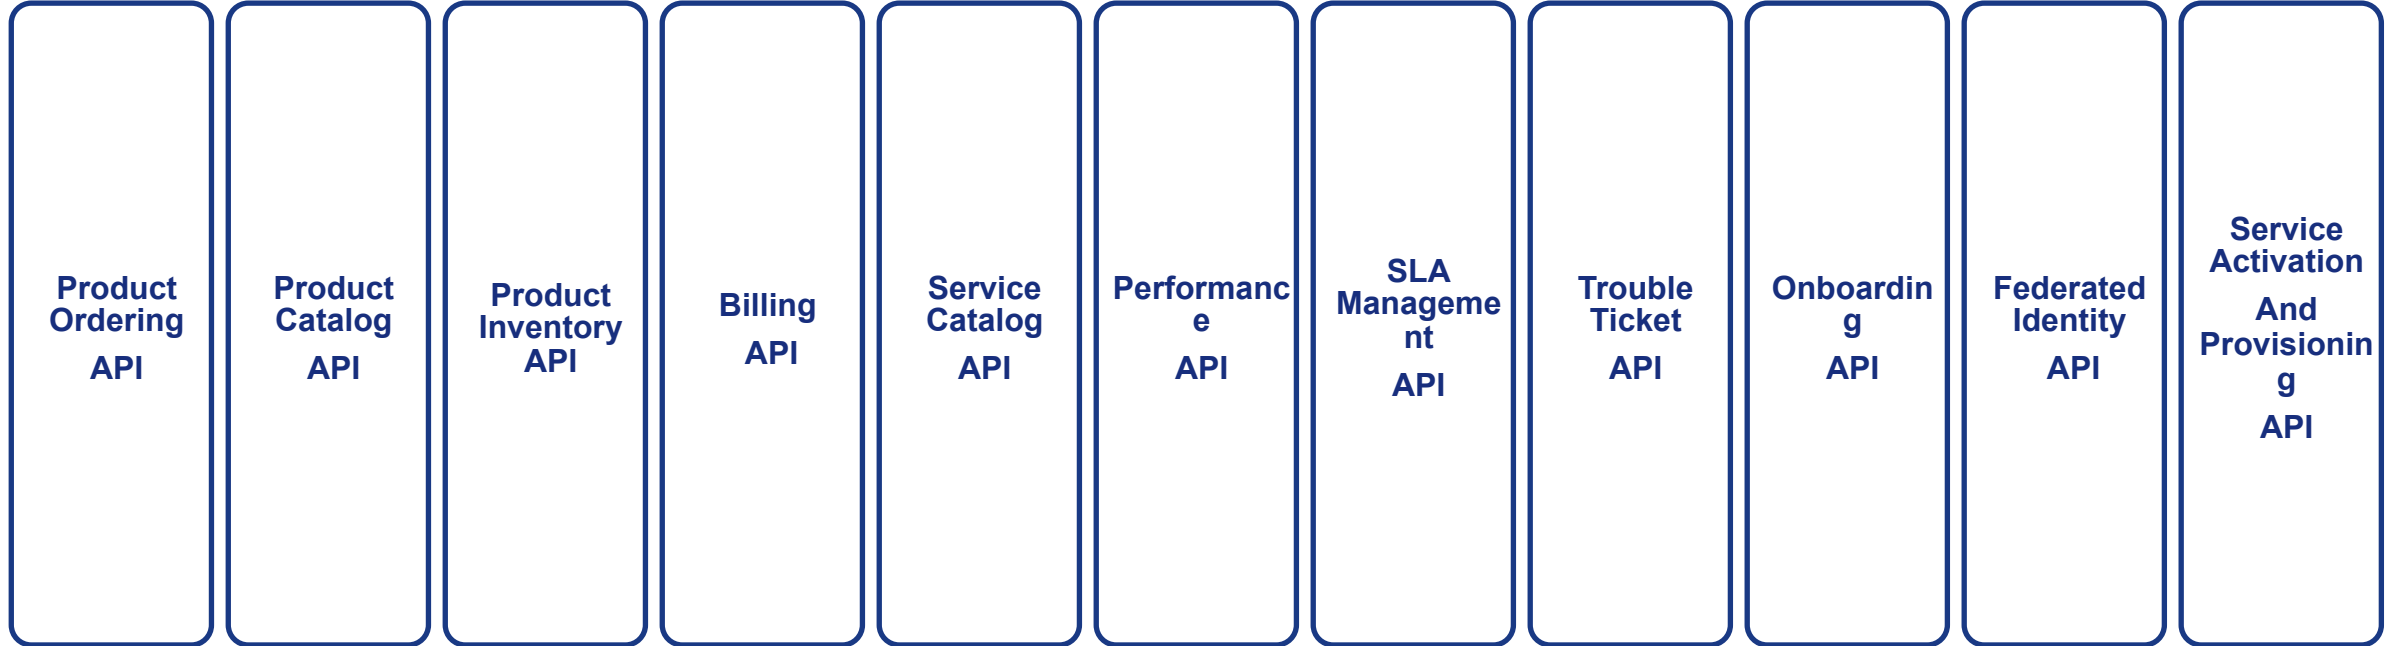 Product
Ordering
API
Product
Catalog
API
Product
Inventory
API
Billing
API
Service
Catalog
API
Performanc
e
API
SLA
Manageme
nt
API
Trouble
Ticket
API
Onboardin
g
API
Federated
Identity
API
Service
Activation
And
Provisionin
g
API